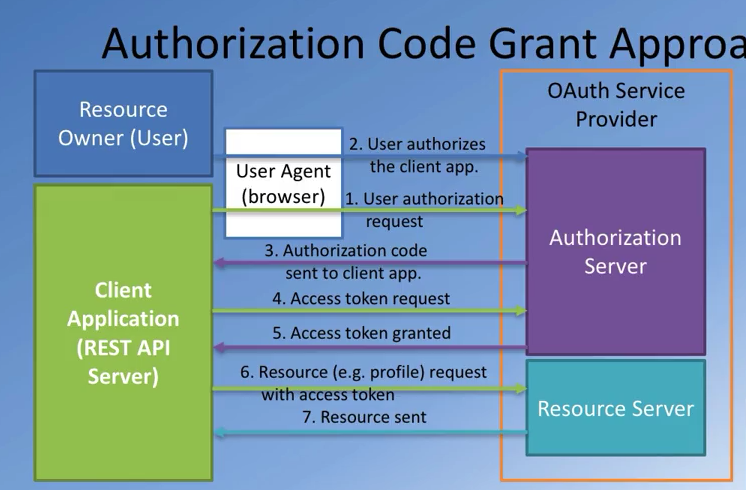 Authorization Code Grant Approa
Resource
Owner (User)
OAuth Service
Provider
User Agent
(browser)
2. User authorizes
the client app.
1. User authorization
request
3. Authorization code
sent to client app.
4. Access token request
5. Access token granted
6. Resource (e.g. profile) request
with access token
7. Resource sent
Client
Application
(REST API
Server)
Authorization
Server
Resource Server